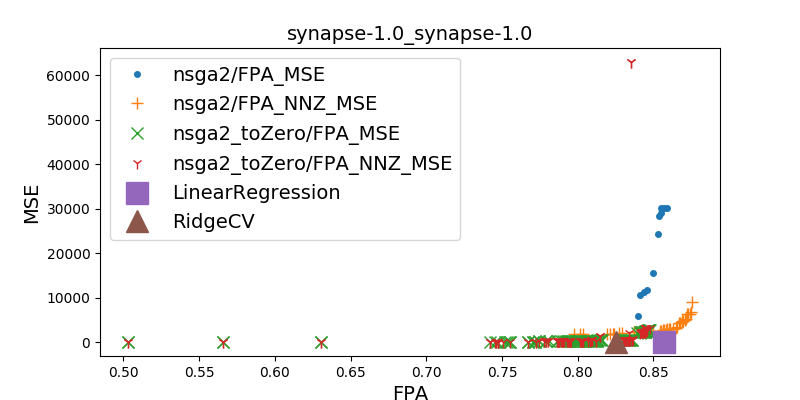 synapse-1.0_synapse-1.0
nsga2/FPA_MSE
nsga2/FPA_NNZ_MSE
nsga2_toZero/FPA_MSE
nsga2_toZero/FPA_NNZ_MSE
LinearRegression
RidgeCV
MSE
60000
50000
40000
30000
20000
10000
0
0.50
0.55
0.60
0.65
0.70
0.75
0.80
0.85
FPA